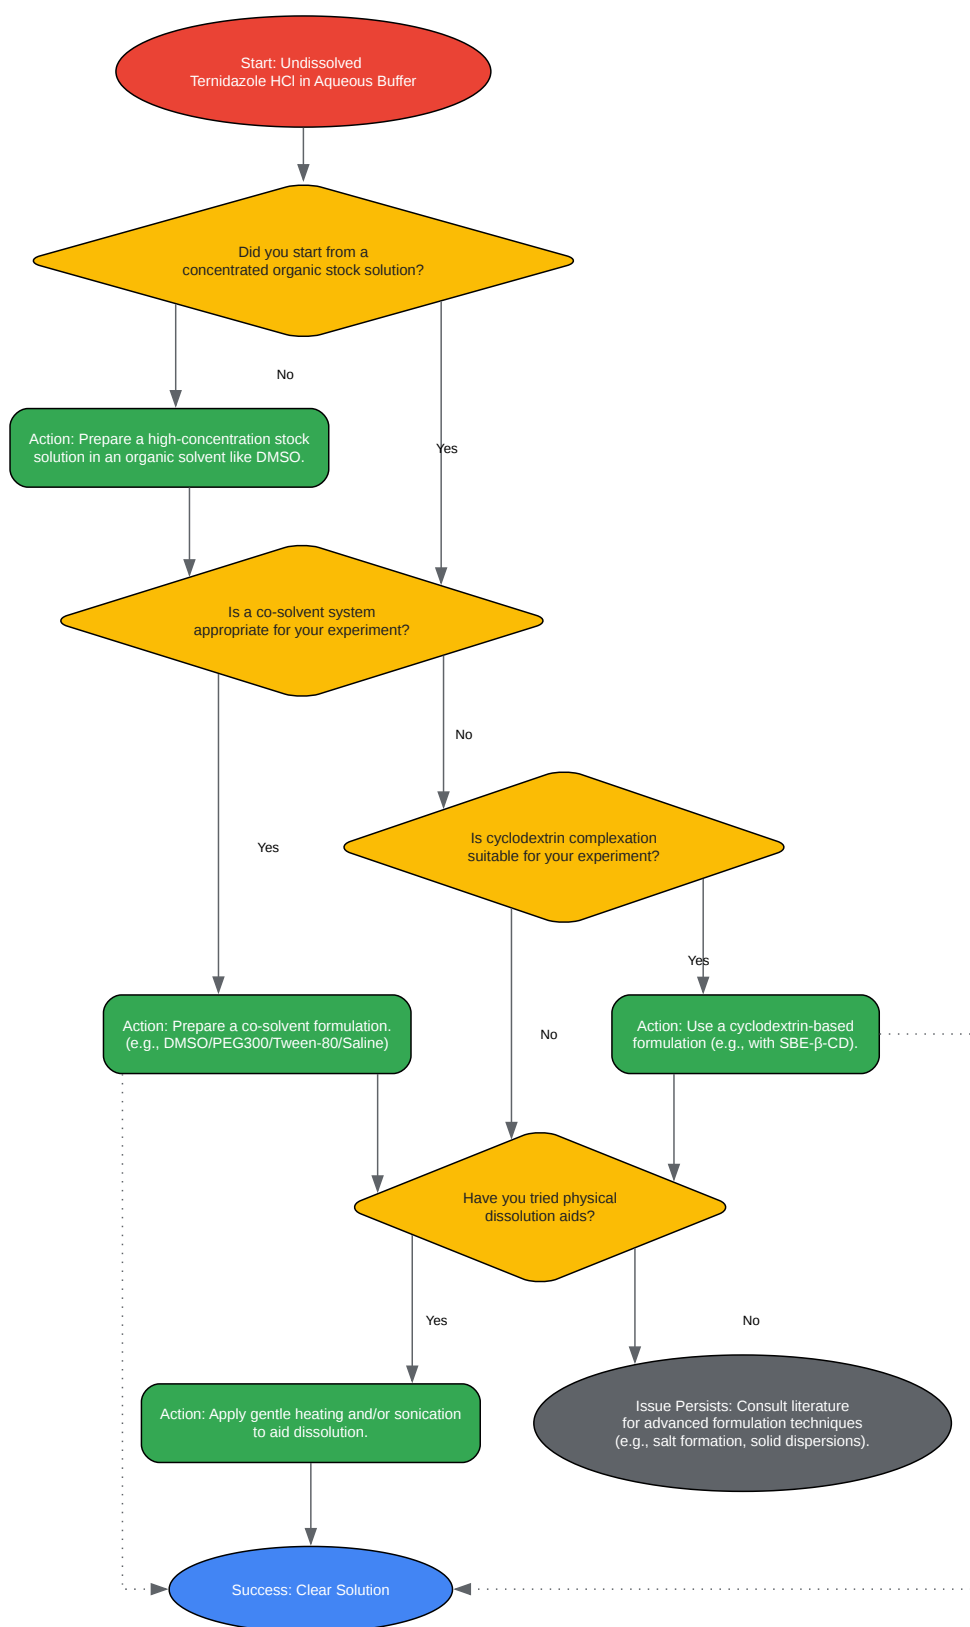 Start: Undissolved
Ternidazole HCl in Aqueous Buffer
Did you start from a
concentrated organic stock solution?
No
Action: Prepare a high-concentration stock
solution in an organic solvent like DMSO.
Yes
Is a co-solvent system
appropriate for your experiment?
No
Is cyclodextrin complexation
suitable for your experiment?
Yes
Yes
Action: Prepare a co-solvent formulation.
(e.g., DMSO/PEG300/Tween-80/Saline)
No
Action: Use a cyclodextrin-based
formulation (e.g., with SBE-β-CD).
Have you tried physical
dissolution aids?
Yes
No
Action: Apply gentle heating and/or sonication
to aid dissolution.
Issue Persists: Consult literature
for advanced formulation techniques
(e.g., salt formation, solid dispersions).
Success: Clear Solution